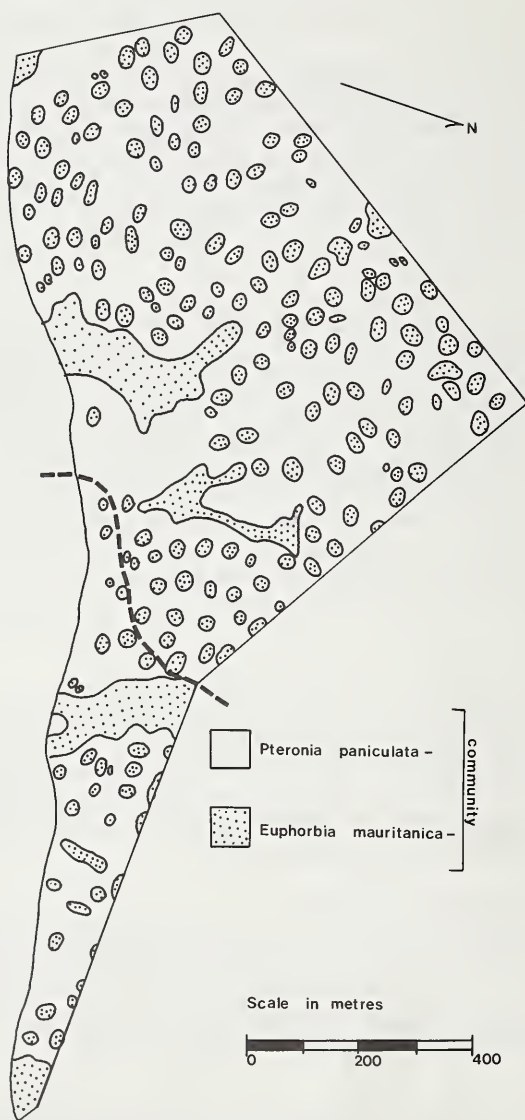 N
Pteronia paniculata –
Euphorbia mauritanica –
community
Scale in metres
0 200 400